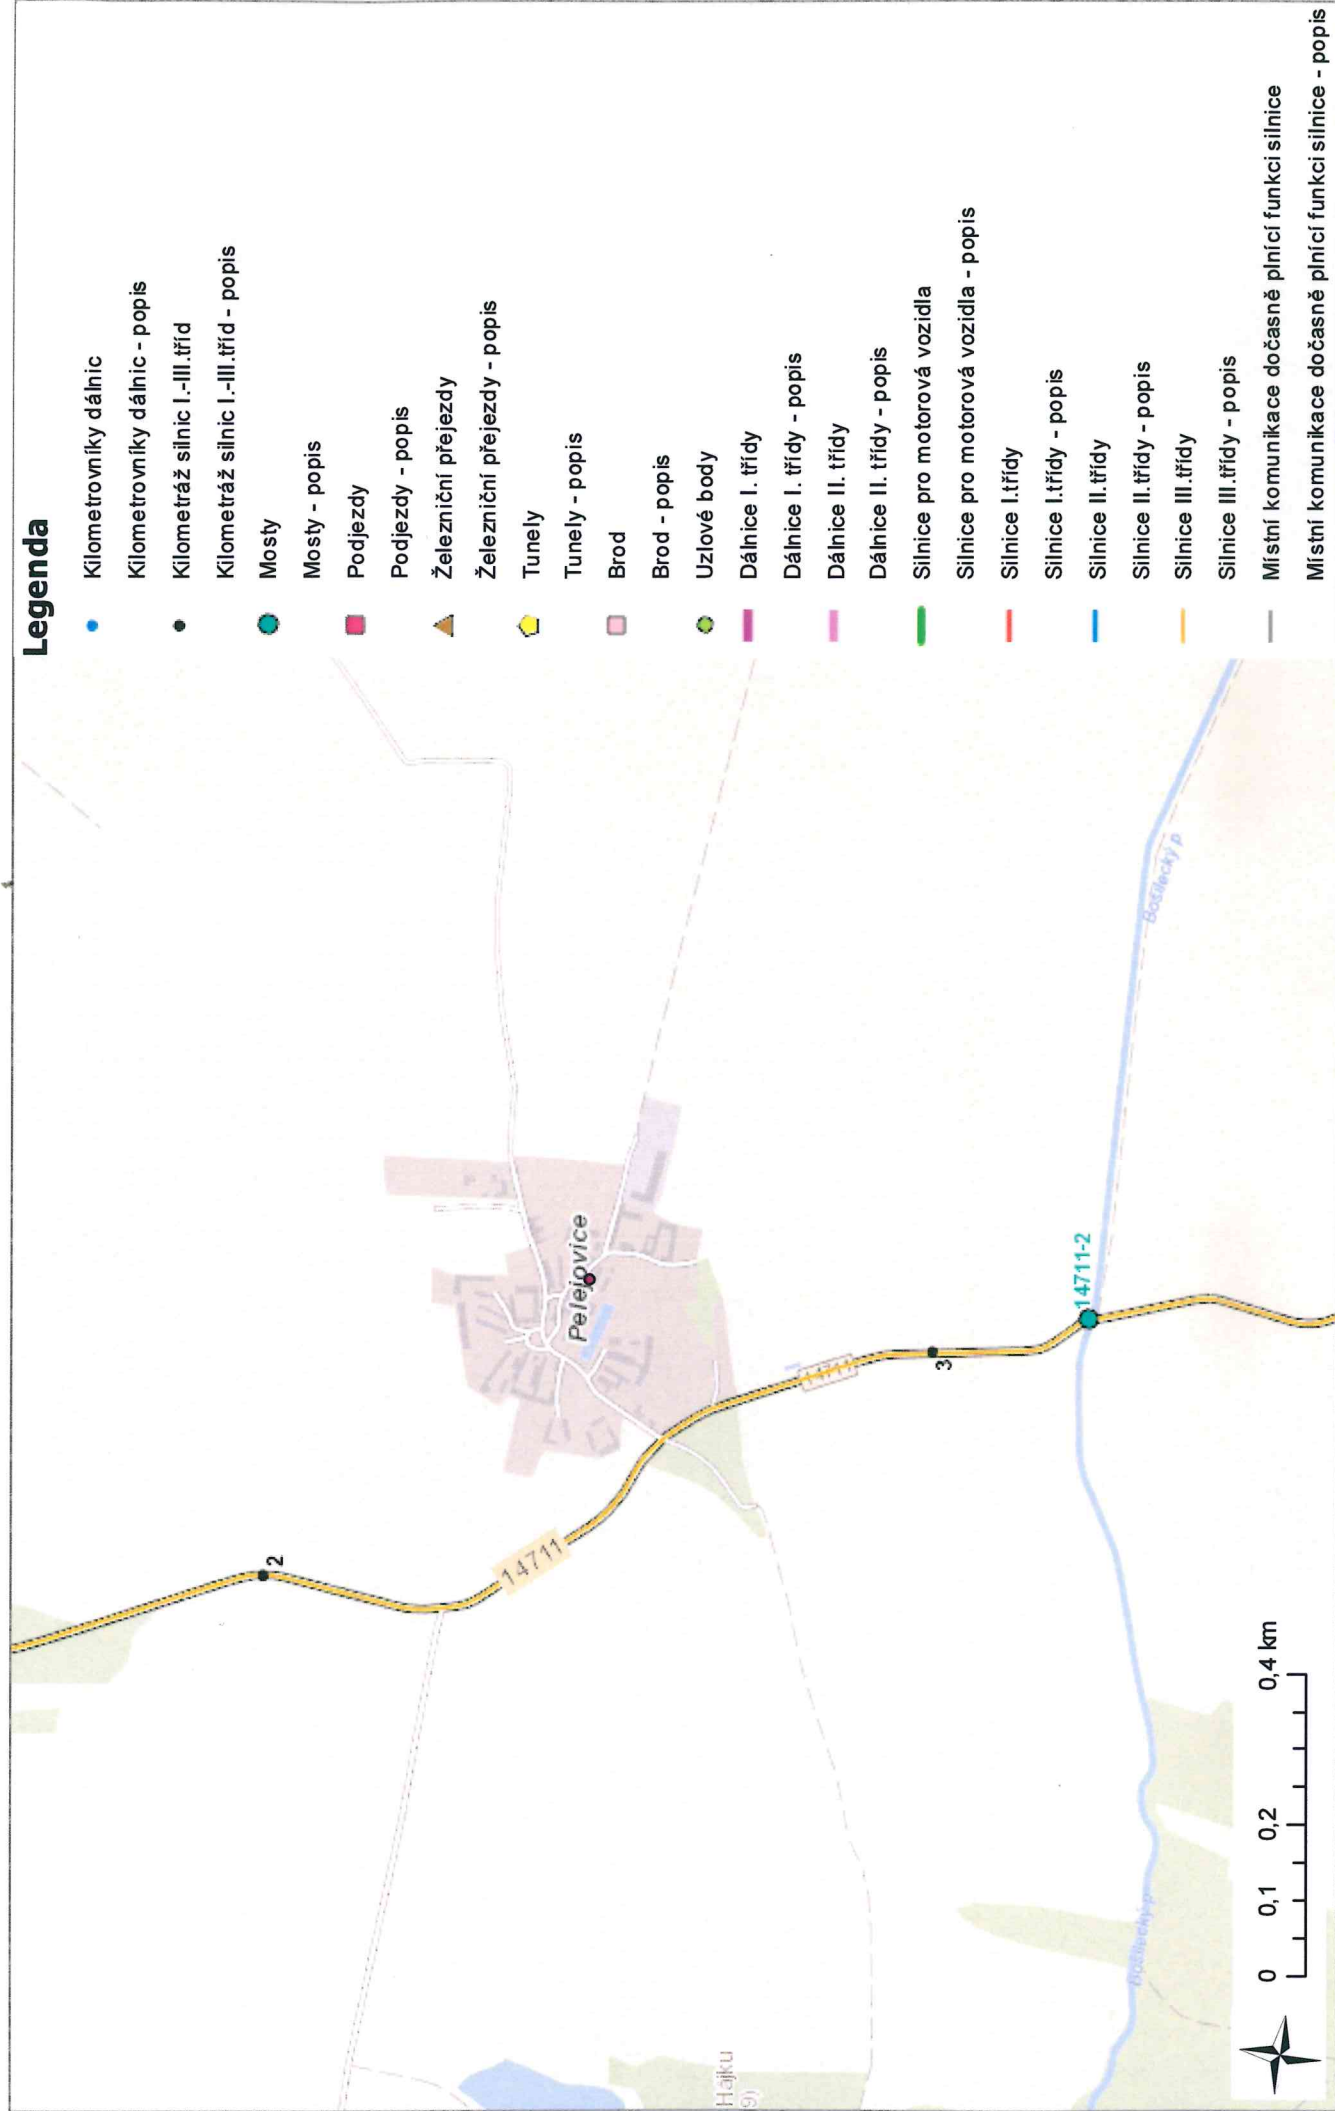 Legenda
Kilometrovníky dálnic
Kilometrovníky dálnic - popis
Kilometráž silnic I.-III.tříd
Kilometráž silnic I.-III.tříd - popis
Mosty
Mosty - popis
Podjezdy
Podjezdy - popis
Železniční přejezdy
Železniční přejezdy - popis
Tunely
Tunely - popis
Brod
Brod - popis
Uzlové body
Dálnice I. třídy
Dálnice I. třídy - popis
Dálnice II. třídy
Dálnice II. třídy - popis
Silnice pro motorová vozidla
Silnice pro motorová vozidla - popis
Silnice I.třídy
Silnice I.třídy - popis
Silnice II.třídy
Silnice II.třídy - popis
Silnice III.třídy
Silnice III.třídy - popis
Místní komunikace dočasně plnící funkci silnice
Místní komunikace dočasně plnící funkci silnice - popis
2
14711
Pelejovice
14711
3
14711-2
Bošilecký p
Bošilecký p
Hájku
9)
0 0,1 0,2 0,4 km